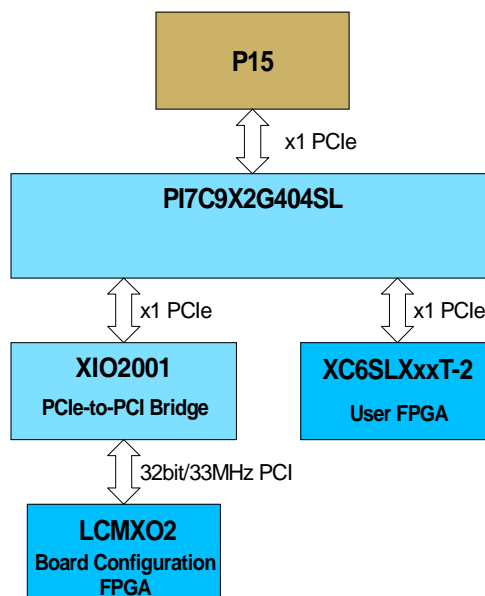 P15
x1 PCIe
PI7C9X2G404SL
x1 PCIe
x1 PCIe
XIO2001
PCIe-to-PCI Bridge
XC6SLXxxT-2
User FPGA
32bit/33MHz PCI
LCMXO2
Board Configuration
FPGA